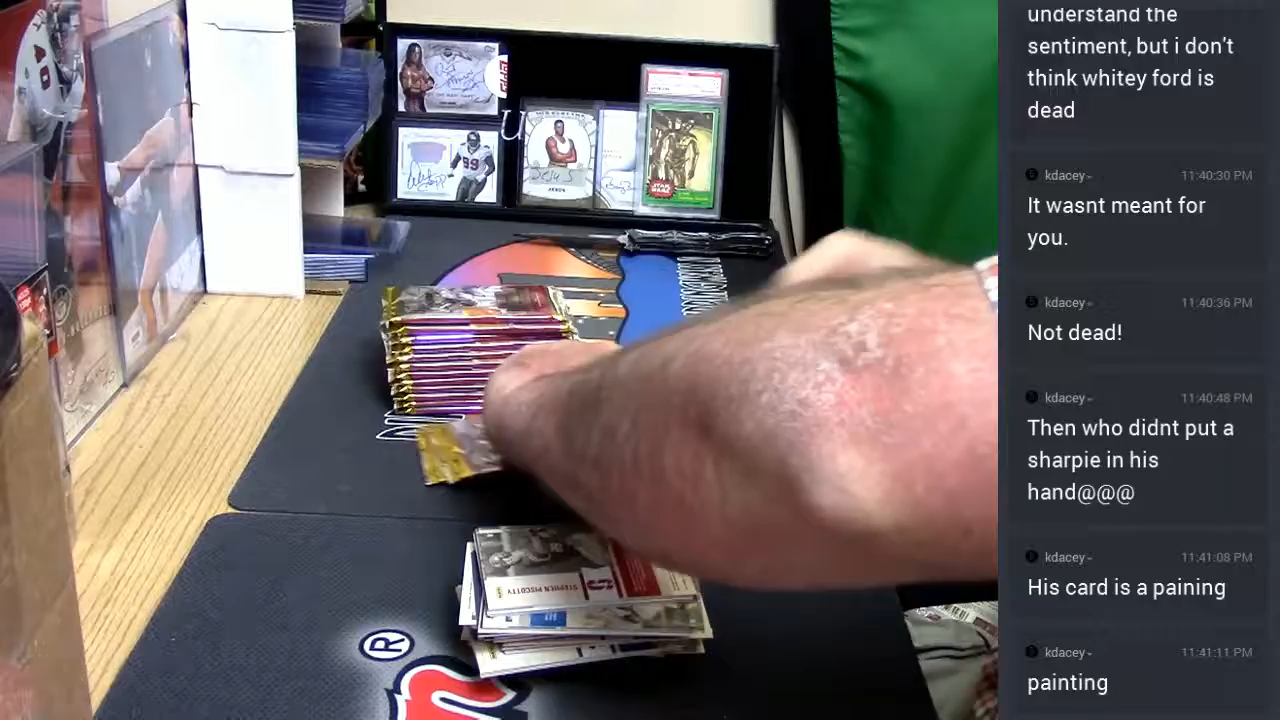 understand the
sentiment, but i don't
think whitey ford is
dead
kdacey
11:40:30 PM
It wasnt meant for
you.
kdacey
11:40:36 PM
Not dead!
kdacey
11:40:48 PM
Then who didnt put a
sharpie in his
hand@@@
kdacey
11:41:08 PM
His card is a paining
kdacey
11:41:11 PM
painting
STAR
WARS
STEPHEN PISCOTTY
®